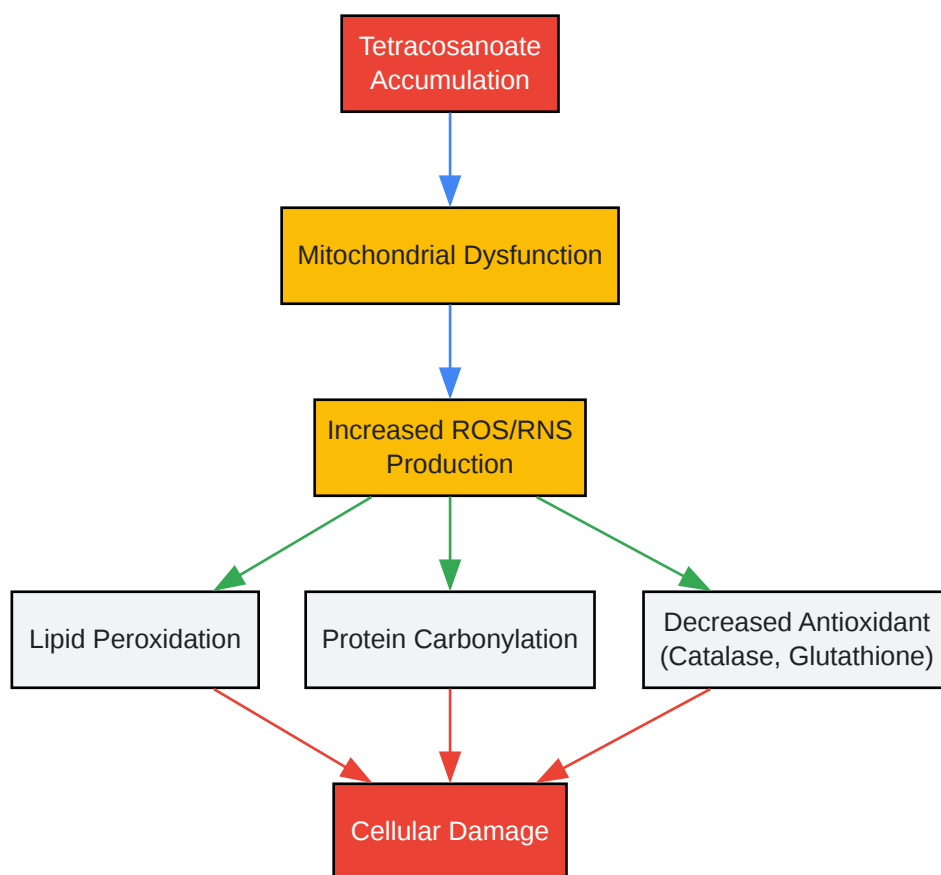 Tetracosanoate
Accumulation
Mitochondrial Dysfunction
Increased ROS/RNS
Production
Lipid Peroxidation
Protein Carbonylation
Decreased Antioxidant
(Catalase, Glutathione)
Cellular Damage